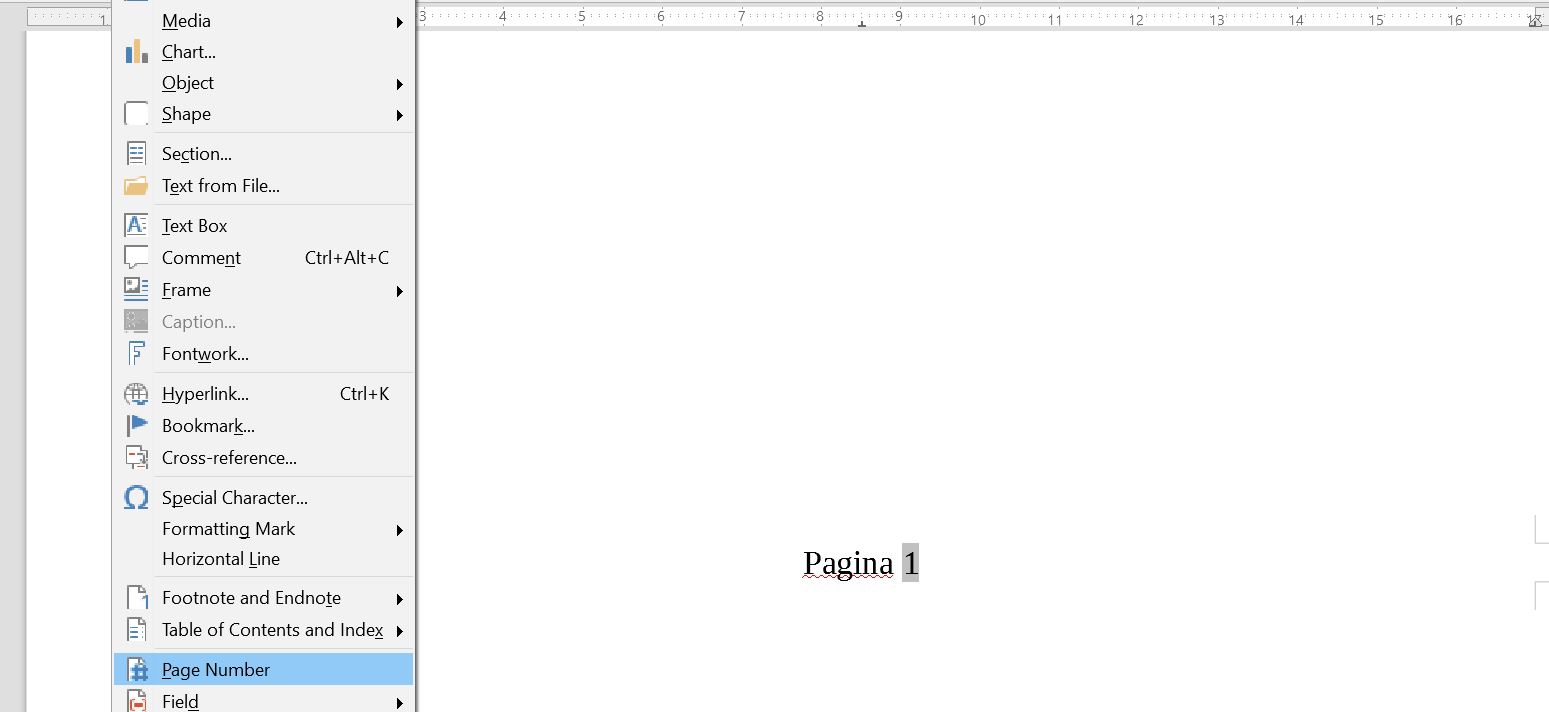 1
3 4 5 6 7 8 9 10 11 12 13 14 15 16 17
Media
Chart...
Object
Shape
Section...
Text from File...
Text Box
Comment Ctrl+Alt+C
Frame
Caption...
Fontwork...
Hyperlink... Ctrl+K
Bookmark...
Cross-reference...
Special Character...
Formatting Mark
Horizontal Line
Footnote and Endnote
Table of Contents and Index
Page Number
Field
Pagina 1